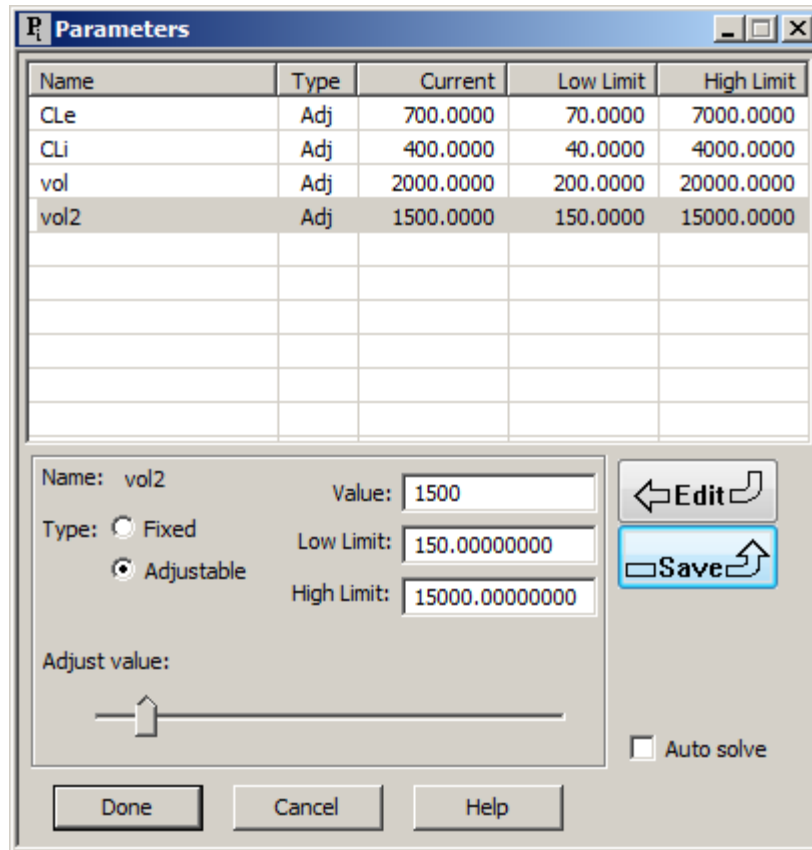 Parameters
Name Type Current Low Limit High Limit
CLe Adj 700.0000 70.0000 7000.0000
CLi Adj 400.0000 40.0000 4000.0000
vol Adj 2000.0000 200.0000 20000.0000
vol2 Adj 1500.0000 150.0000 15000.0000
Name: vol2
Value: 1500
Type: Fixed
Adjustable
Low Limit: 150.00000000
High Limit: 15000.00000000
Edit
Save
Adjust value:
Auto solve
Done Cancel Help